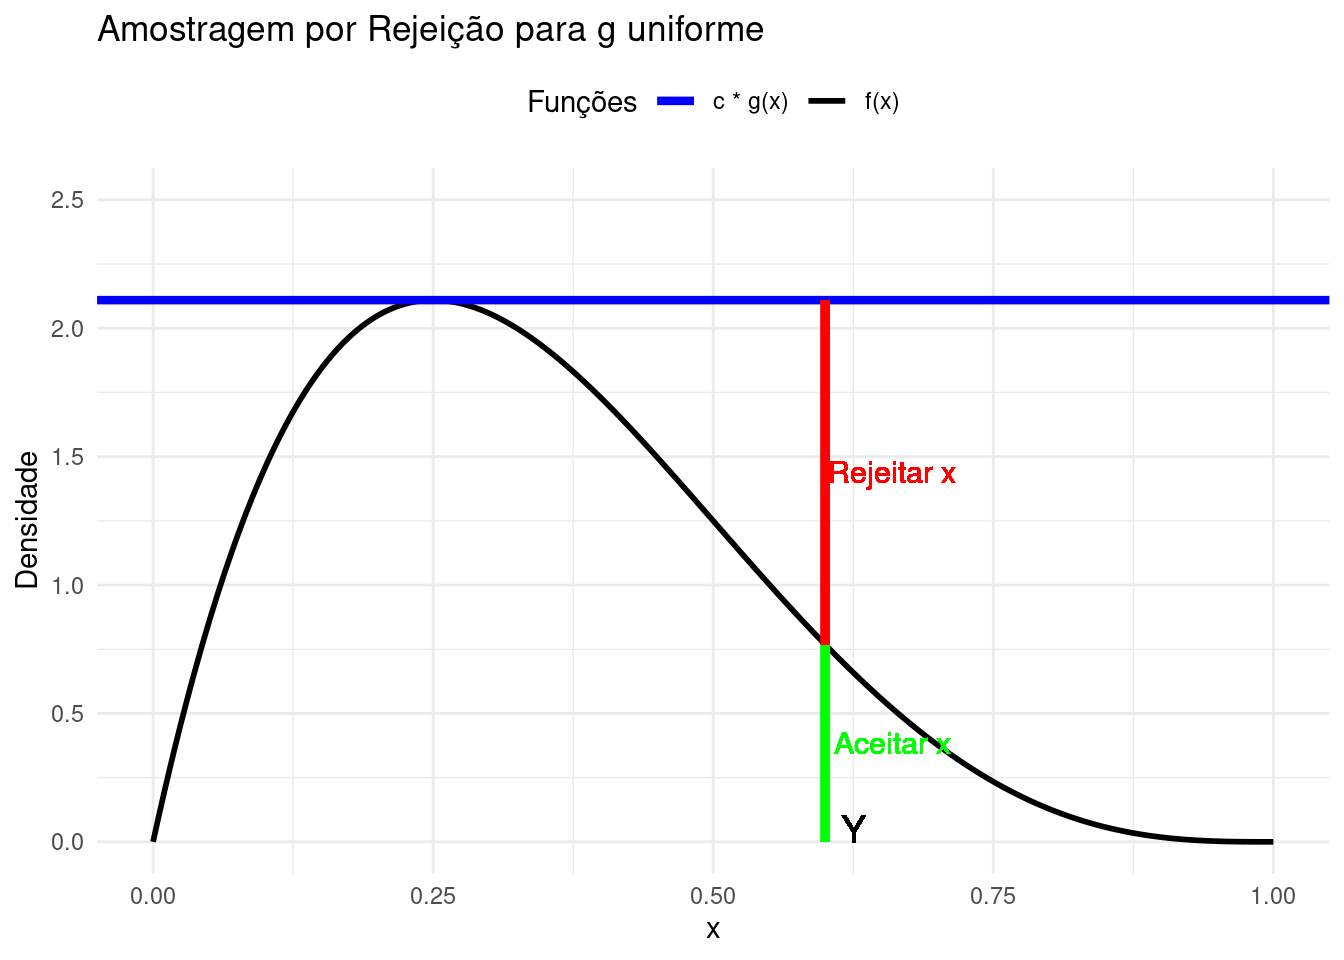 Amostragem por Rejeição para g uniforme
Funções c * g(x) f(x)
2.5
2.0
1.5
1.0
0.5
0.0
Densidade
Rejeitar x
Aceitar x
Y
0.00 0.25 0.50 0.75 1.00
x